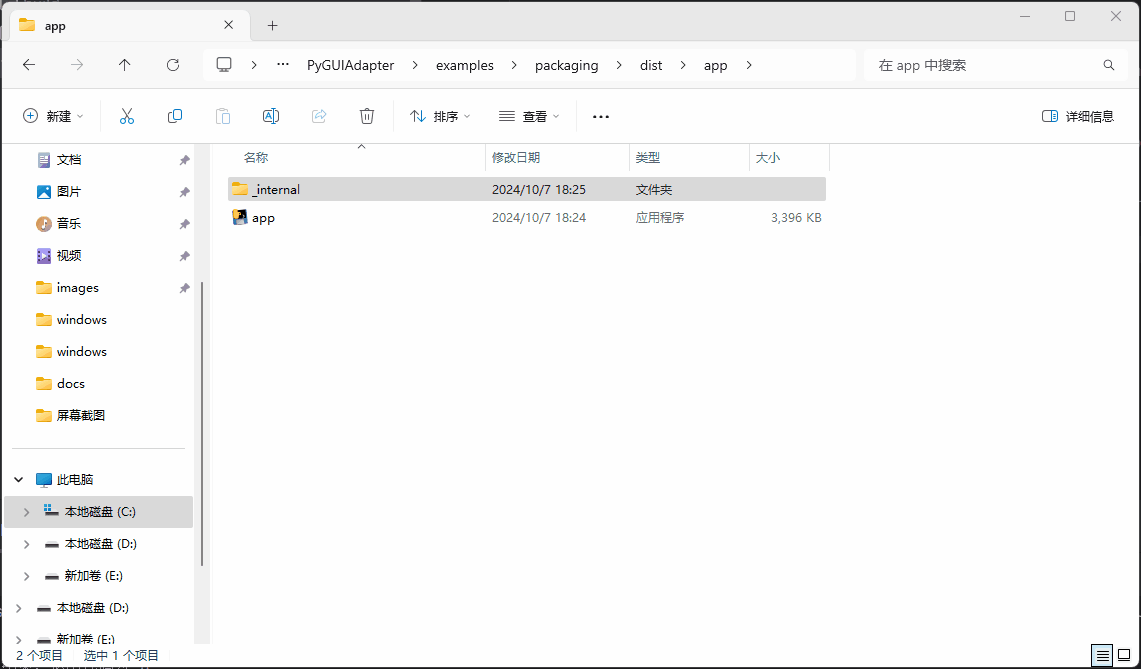 app
PyGUIAdapter examples packaging dist app
在 app 中搜索
新建
排序
查看
详细信息
名称 修改日期 类型 大小
_internal 2024/10/7 18:25 文件夹
app 2024/10/7 18:24 应用程序 3,396 KB
文档
图片
音乐
视频
images
windows
windows
docs
屏幕截图
此电脑
本地磁盘 (C:)
本地磁盘 (D:)
新加卷 (E:)
本地磁盘 (D:)
新加卷 (E:)
2 个项目 选中 1 个项目